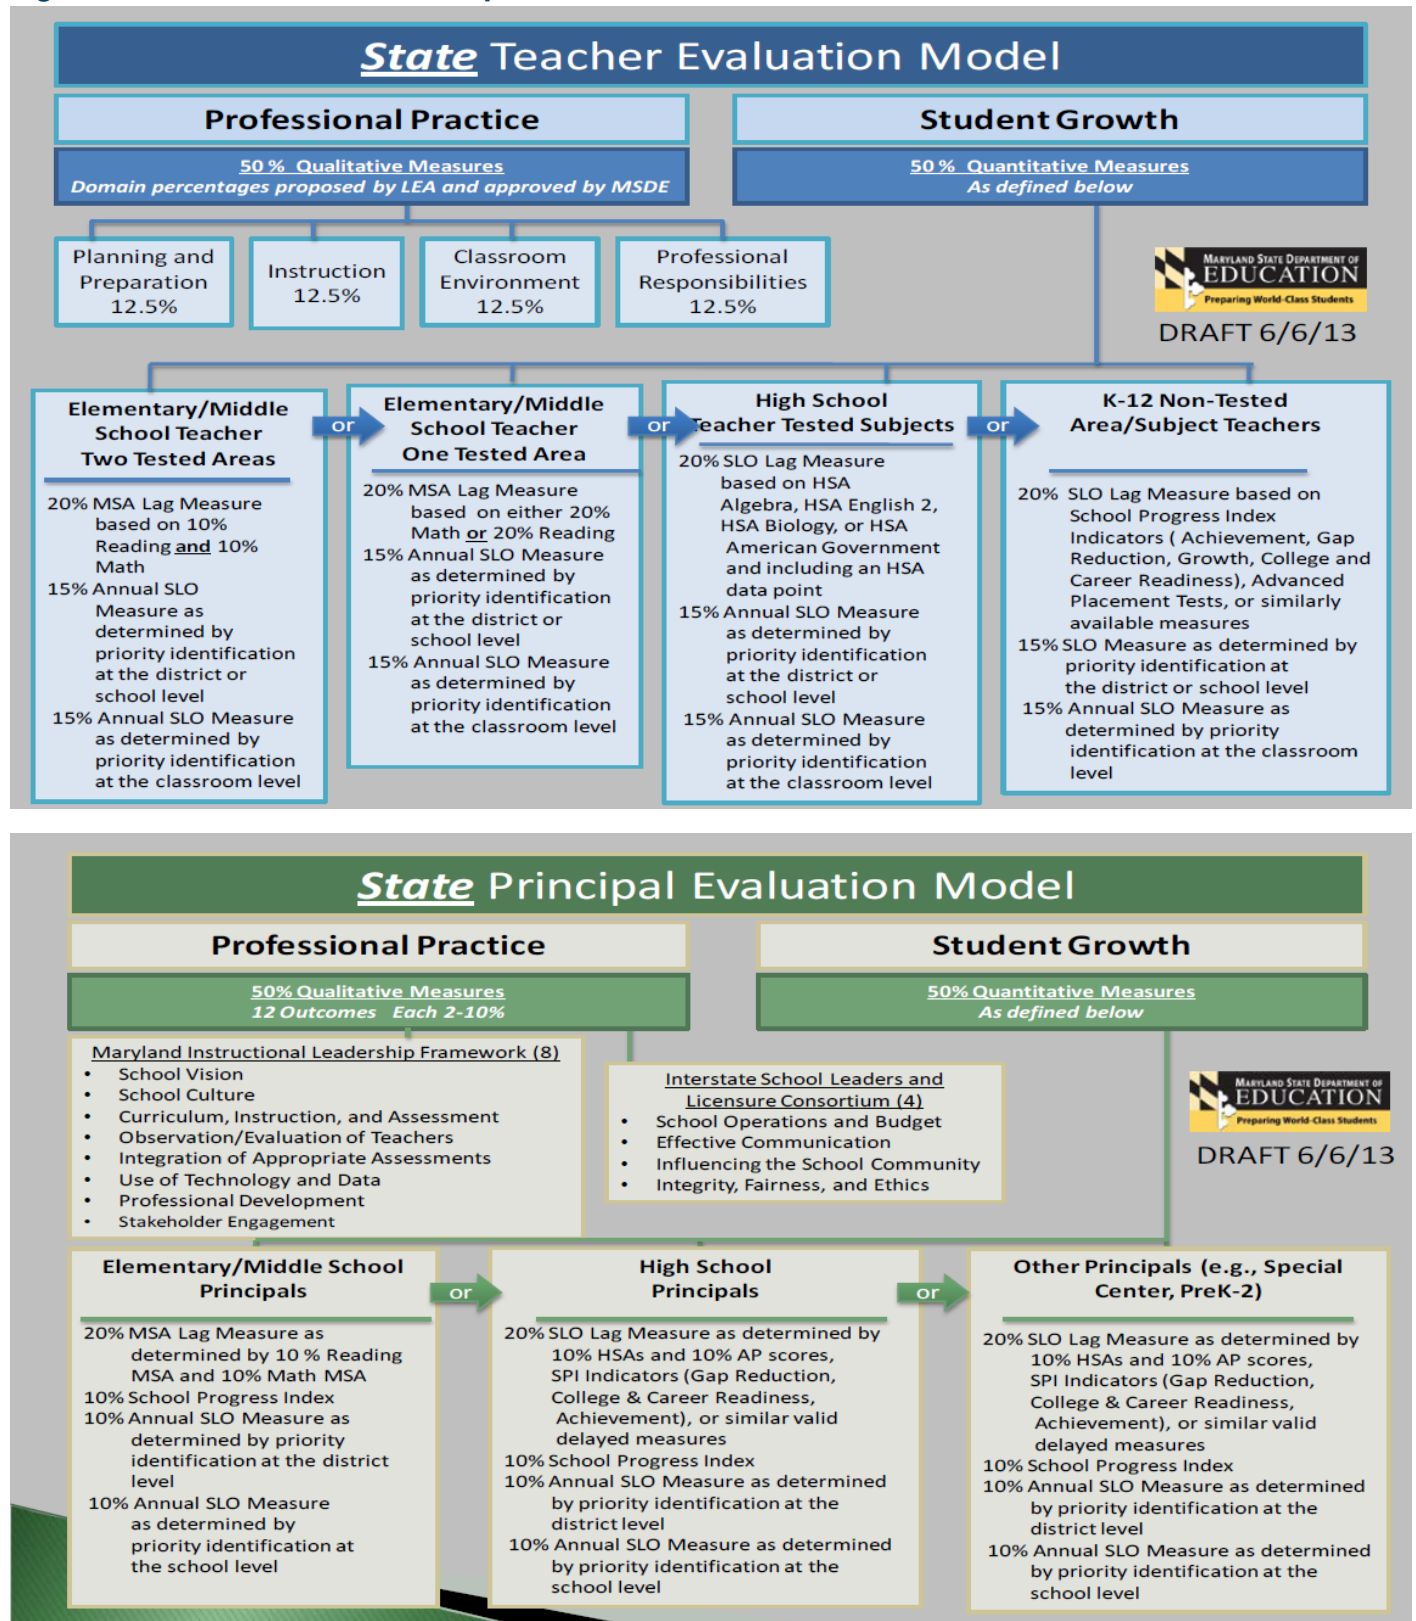 State Teacher Evaluation Model
Professional Practice
Student Growth
50 % Qualitative Measures
Domain percentages proposed by LEA and approved by MSDE
50 % Quantitative Measures
As defined below
Planning and
Preparation
12.5%
Instruction
12.5%
Classroom
Environment
12.5%
Professional
Responsibilities
12.5%
MARYLAND STATE DEPARTMENT OF
EDUCATION
Preparing World-Class Students
DRAFT 6/6/13
Elementary/Middle
School Teacher
Two Tested Areas
20% MSA Lag Measure
based on 10%
Reading and 10%
Math
15% Annual SLO
Measure as
determined by
priority identification
at the district or
school level
15% Annual SLO Measure
as determined by
priority identification
at the classroom level
or
Elementary/Middle
School Teacher
One Tested Area
20% MSA Lag Measure
based on either 20%
Math or 20% Reading
15% Annual SLO Measure
as determined by
priority identification
at the district or
school level
15% Annual SLO Measure
as determined by
priority identification
at the classroom level
or
High School
Teacher Tested Subjects
20% SLO Lag Measure
based on HSA
Algebra, HSA English 2,
HSA Biology, or HSA
American Government
and including an HSA
data point
15% Annual SLO Measure
as determined by
priority identification
at the district or
school level
15% Annual SLO Measure
as determined by
priority identification
at the classroom level
or
K-12 Non-Tested
Area/Subject Teachers
20% SLO Lag Measure based on
School Progress Index
Indicators ( Achievement, Gap
Reduction, Growth, College and
Career Readiness), Advanced
Placement Tests, or similarly
available measures
15% SLO Measure as determined by
priority identification at
the district or school level
15% Annual SLO Measure as
determined by priority
identification at the classroom
level
State Principal Evaluation Model
Professional Practice
Student Growth
50% Qualitative Measures
12 Outcomes Each 2-10%
50% Quantitative Measures
As defined below
Maryland Instructional Leadership Framework (8)
• School Vision
• School Culture
• Curriculum, Instruction, and Assessment
• Observation/Evaluation of Teachers
• Integration of Appropriate Assessments
• Use of Technology and Data
• Professional Development
• Stakeholder Engagement
Interstate School Leaders and
Licensure Consortium (4)
• School Operations and Budget
• Effective Communication
• Influencing the School Community
• Integrity, Fairness, and Ethics
MARYLAND STATE DEPARTMENT OF
EDUCATION
Preparing World-Class Students
DRAFT 6/6/13
Elementary/Middle School
Principals
20% MSA Lag Measure as
determined by 10 % Reading
MSA and 10% Math MSA
10% School Progress Index
10% Annual SLO Measure as
determined by priority
identification at the district
level
10% Annual SLO Measure
as determined by
priority identification at
the school level
or
High School
Principals
20% SLO Lag Measure as determined by
10% HSAs and 10% AP scores,
SPI Indicators (Gap Reduction,
College & Career Readiness,
Achievement), or similar valid
delayed measures
10% School Progress Index
10% Annual SLO Measure as determined
by priority identification at the
district level
10% Annual SLO Measure as determined
by priority identification at the
school level
or
Other Principals (e.g., Special
Center, PreK-2)
20% SLO Lag Measure as determined by
10% HSAs and 10% AP scores,
SPI Indicators (Gap Reduction,
College & Career Readiness,
Achievement), or similar valid
delayed measures
10% School Progress Index
10% Annual SLO Measure as determined
by priority identification at the
district level
10% Annual SLO Measure as determined
by priority identification at the
school level